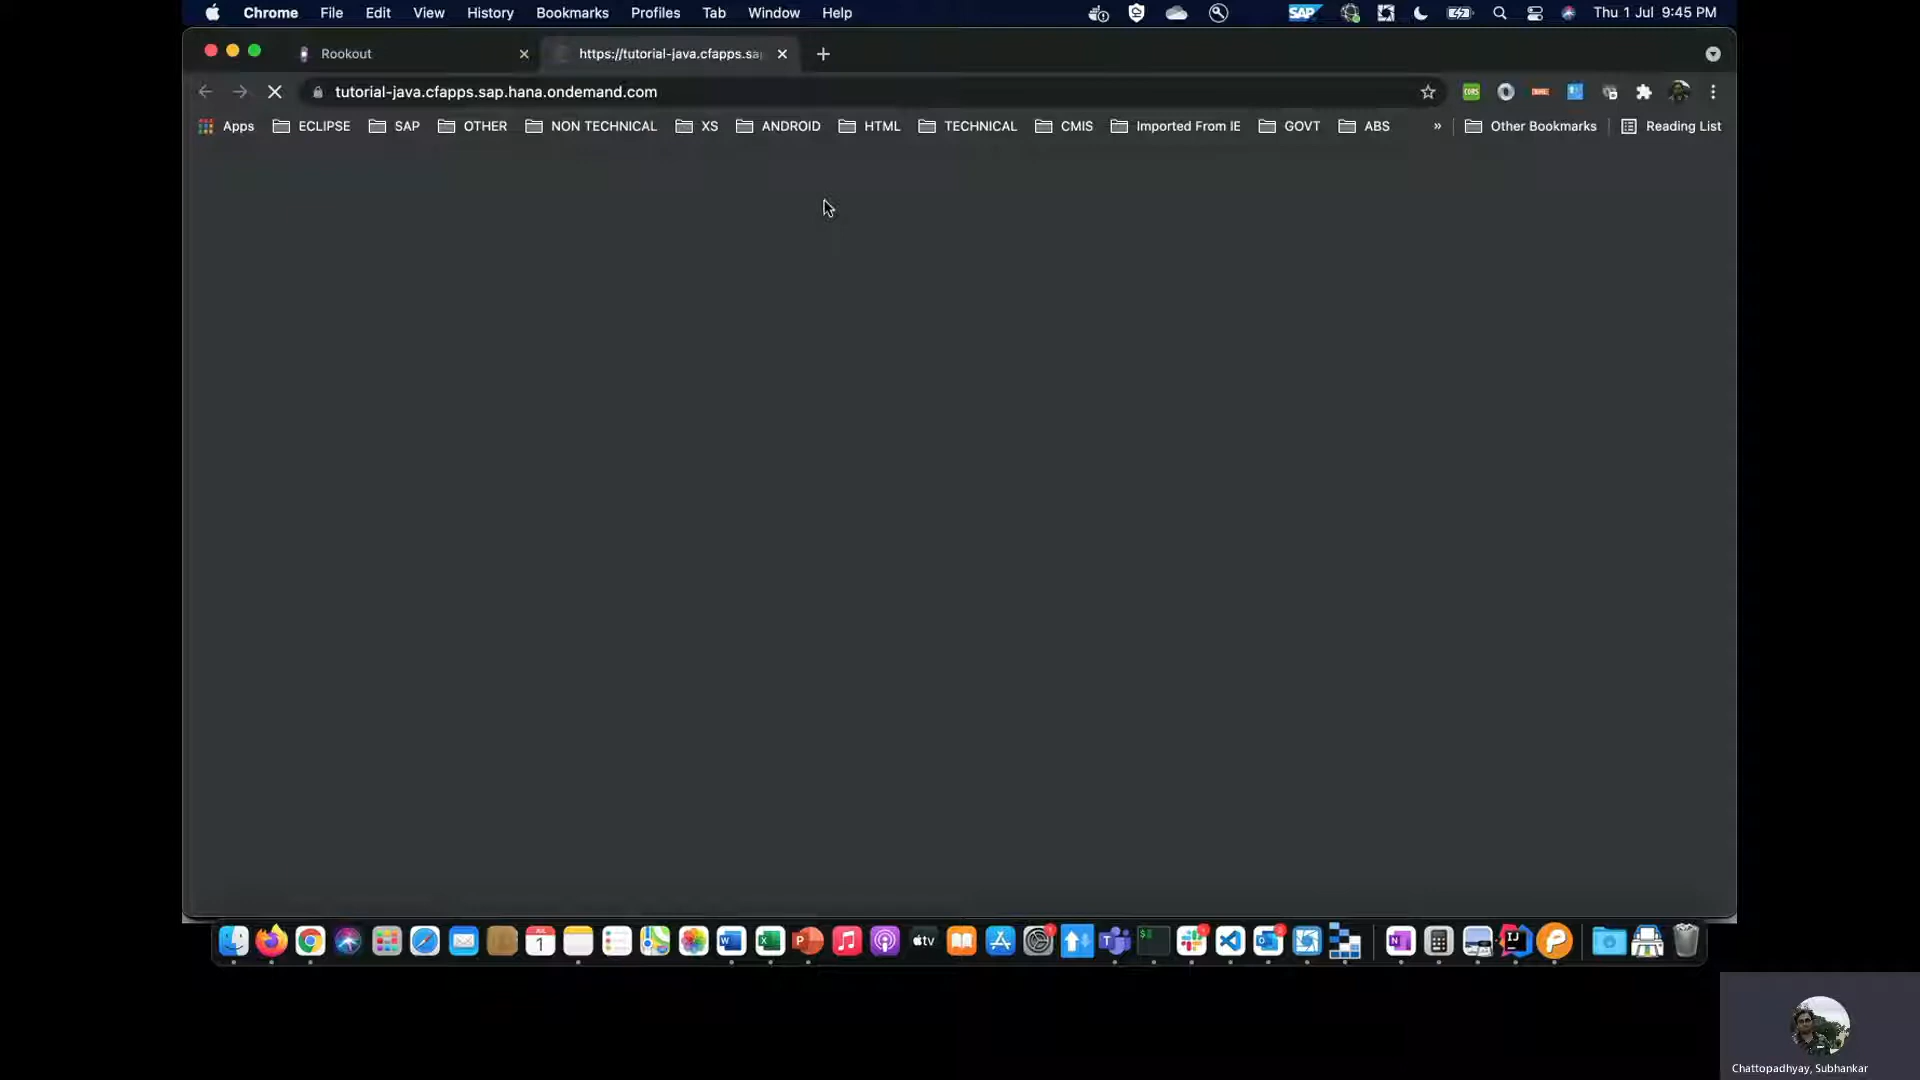 Chrome File Edit View History Bookmarks Profiles Tab Window Help SAP Thu 1 Jul 9:45 PM
Rookout https://tutorial-java.cfapps.sa
tutorial-java.cfapps.sap.hana.ondemand.com
Apps ECLIPSE SAP OTHER NON TECHNICAL XS ANDROID HTML TECHNICAL CMIS Imported From IE GOVT ABS » Other Bookmarks Reading List
Chattopadhyay, Subhankar